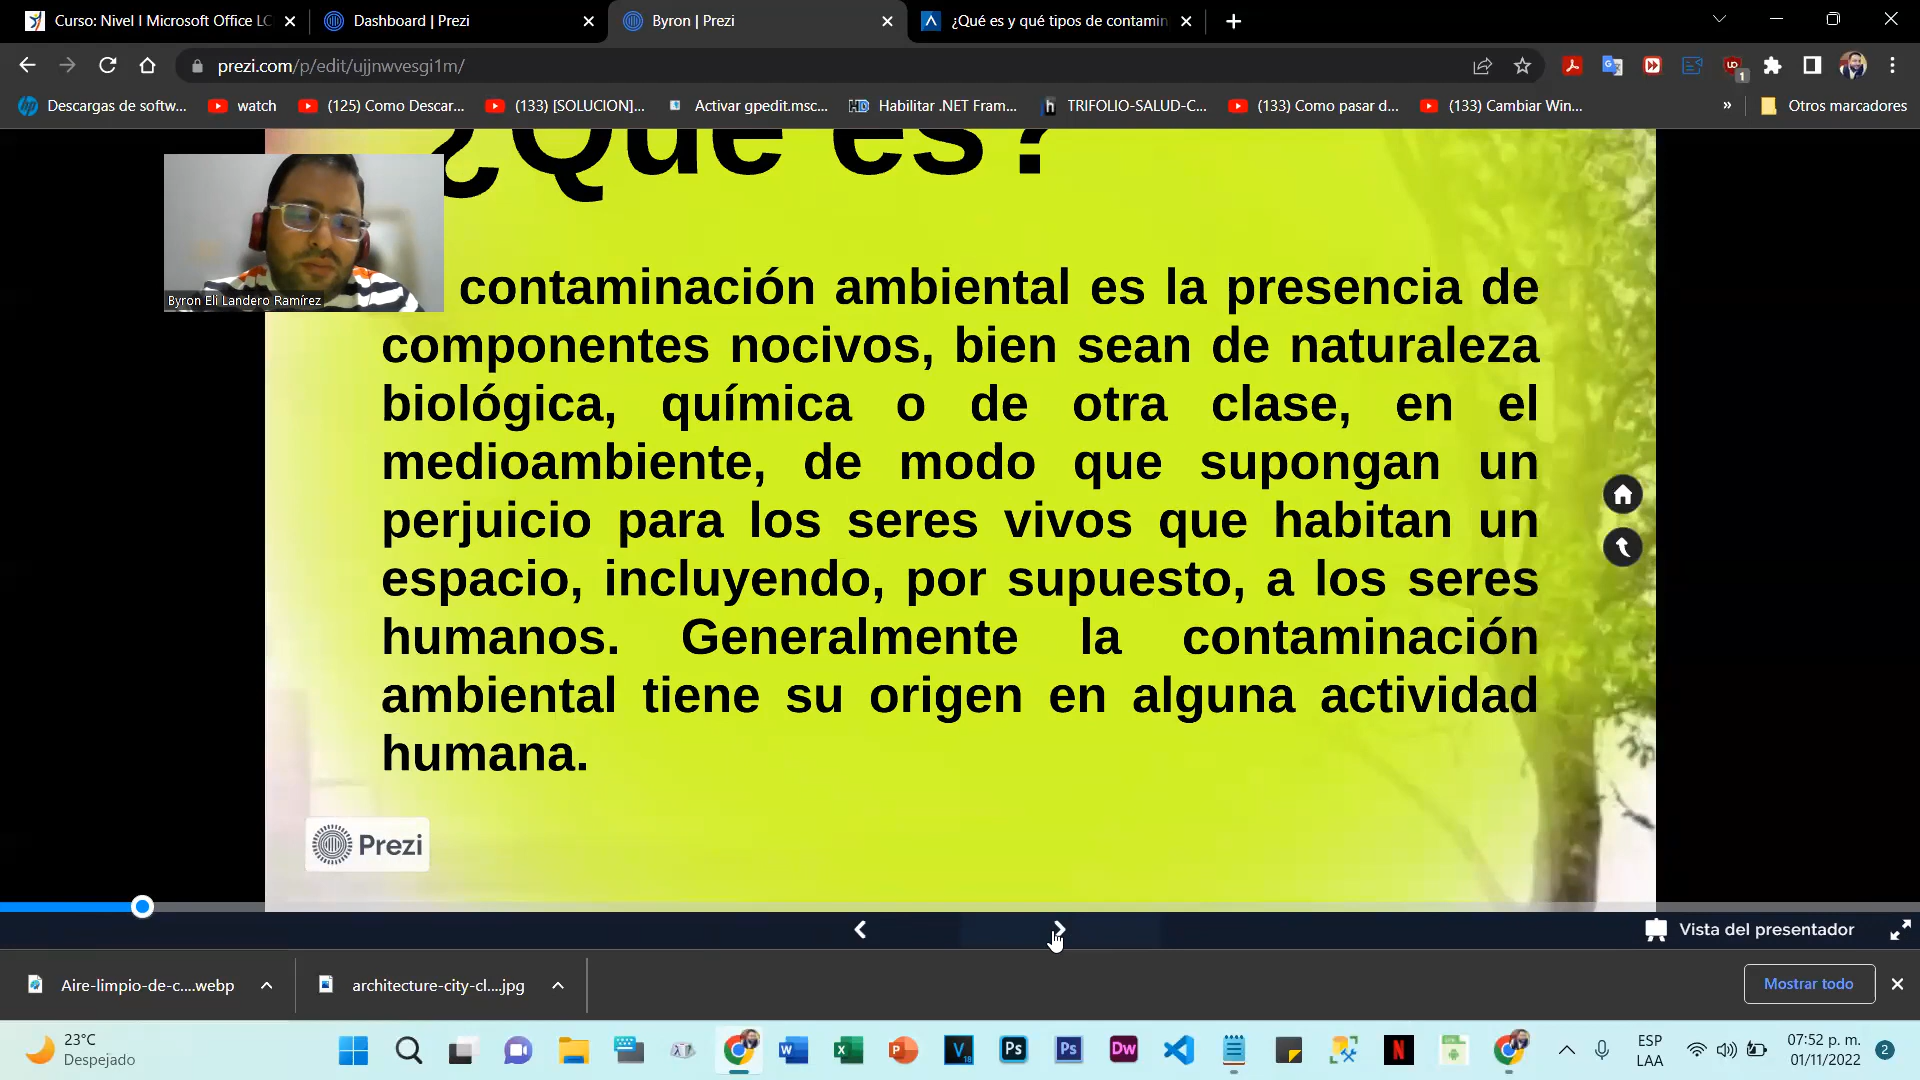 Curso: Nivel I Microsoft Office LC
Dashboard | Prezi
Byron | Prezi
¿Qué es y qué tipos de contamin
prezi.com/p/edit/ujjnwvesgi1m/
1
Descargas de softw...
watch
(125) Como Descar...
(133) [SOLUCION]...
Activar gpedit.msc...
Habilitar .NET Fram...
TRIFOLIO-SALUD-C...
(133) Como pasar d...
(133) Cambiar Win...
»
Otros marcadores
¿Qué es?
Byron Eli Landero Ramírez
contaminación ambiental es la presencia de
componentes nocivos, bien sean de naturaleza
biológica, química o de otra clase, en el
medioambiente, de modo que supongan un
perjuicio para los seres vivos que habitan un
espacio, incluyendo, por supuesto, a los seres
humanos. Generalmente la contaminación
ambiental tiene su origen en alguna actividad
humana.
Prezi
Vista del presentador
Aire-limpio-de-c....webp
architecture-city-cl....jpg
Mostrar todo
23°C
Despejado
ESP
LAA
07:52 p. m.
01/11/2022
2